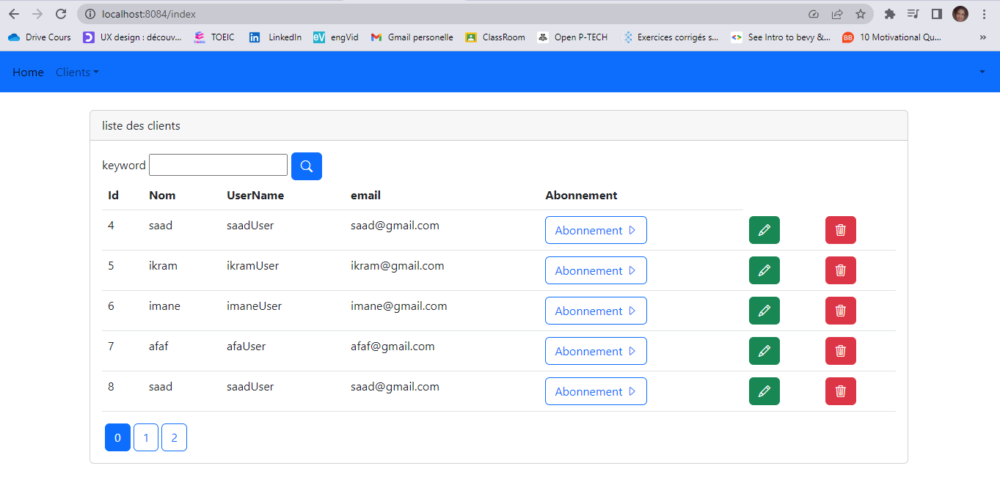 localhost:8084/index
Drive Cours UX design : découv... TOEIC LinkedIn eV engVid Gmail personelle ClassRoom Open P-TECH Exercices corrigés s... See Intro to bevy &... BB 10 Motivational Qu... »
Home Clients
liste des clients
keyword
Id Nom UserName email Abonnement
4 saad saadUser saad@gmail.com Abonnement
5 ikram ikramUser ikram@gmail.com Abonnement
6 imane imaneUser imane@gmail.com Abonnement
7 afaf afaUser afaf@gmail.com Abonnement
8 saad saadUser saad@gmail.com Abonnement
0 1 2